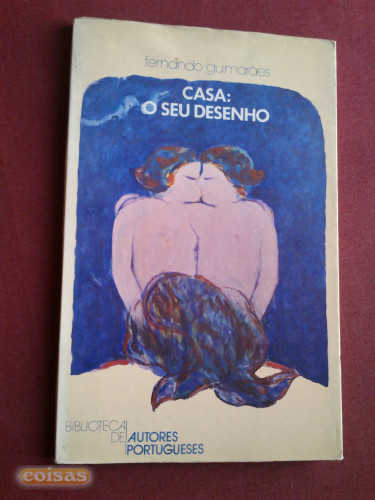 fernando guimarães
CASA:
O SEU DESENHO
BIBLIOTECA
DE AUTORES
PORTUGUESES
coisas